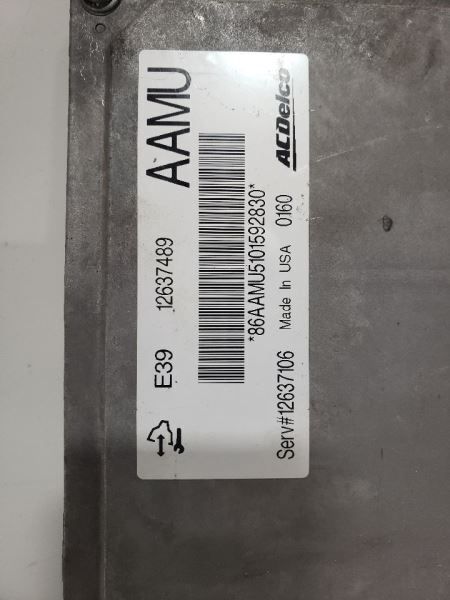 AAMU
E39 12637489
*86AAMU5101592830*
Serv#12637106 Made In USA 0160
ACDelco